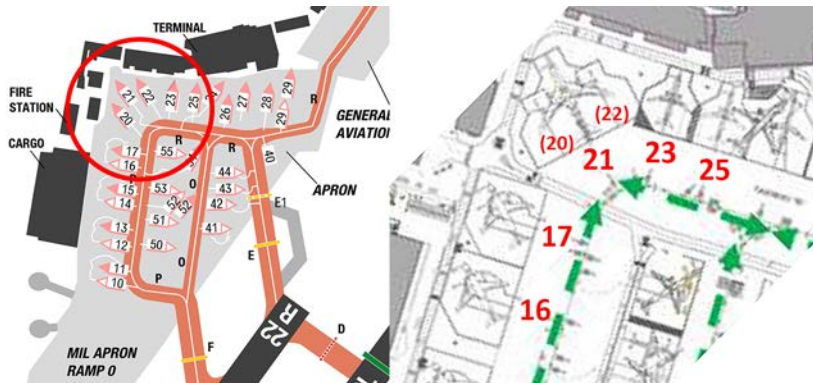 TERMINAL
FIRE
STATION
CARGO
GENERAL
AVIATION
APRON
MIL APRON
RAMP 0
21
22
23
25
24
26
27
28
29
29
20
17
16
15
14
13
12
11
10
55
53
52
52
51
50
44
43
42
41
40
R
R
R
R
O
O
P
E1
E
D
F
22
R
(20)
(22)
21
23
25
17
16